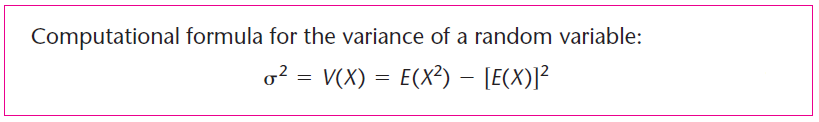 Computational formula for the variance of a random variable:
σ² = V(X) = E(X²) − [E(X)]²